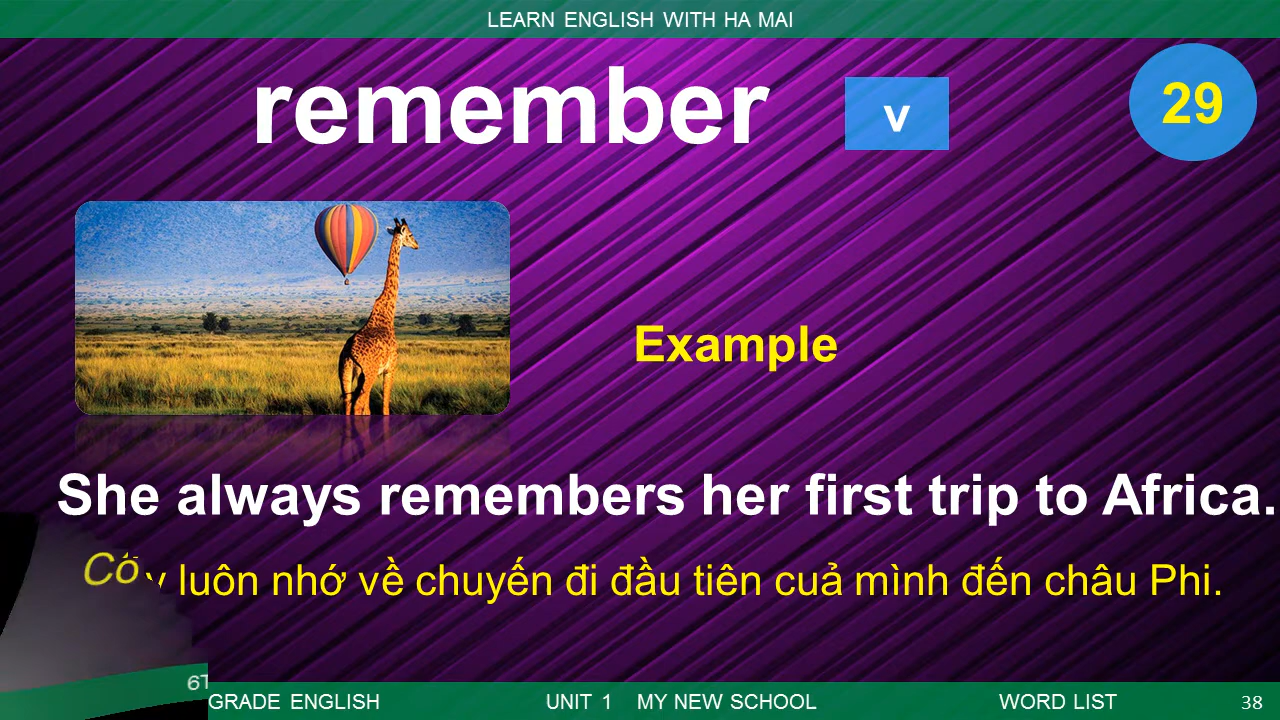 LEARN ENGLISH WITH HA MAI
remember v
29
Example
She always remembers her first trip to Africa.
luôn nhớ về chuyến đi đầu tiên cuả mình đến châu Phi.
GRADE ENGLISH UNIT 1 MY NEW SCHOOL WORD LIST 38